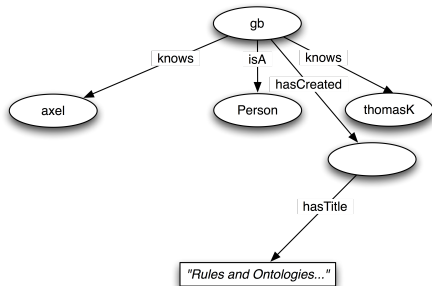 gb
knows
isA
knows
hasCreated
axel
Person
thomasK
hasTitle
"Rules and Ontologies..."